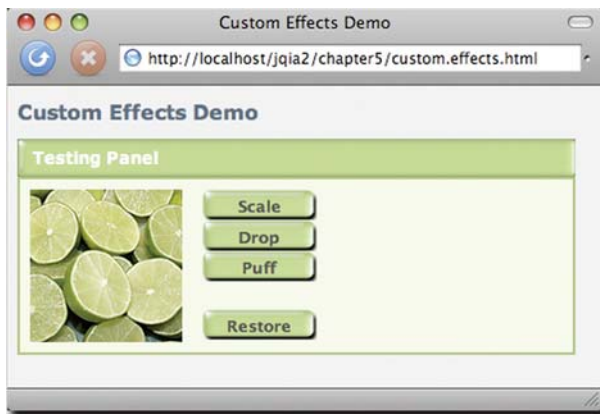 Custom Effects Demo
http://localhost/jqia2/chapter5/custom.effects.html
Custom Effects Demo
Testing Panel
Scale
Drop
Puff
Restore